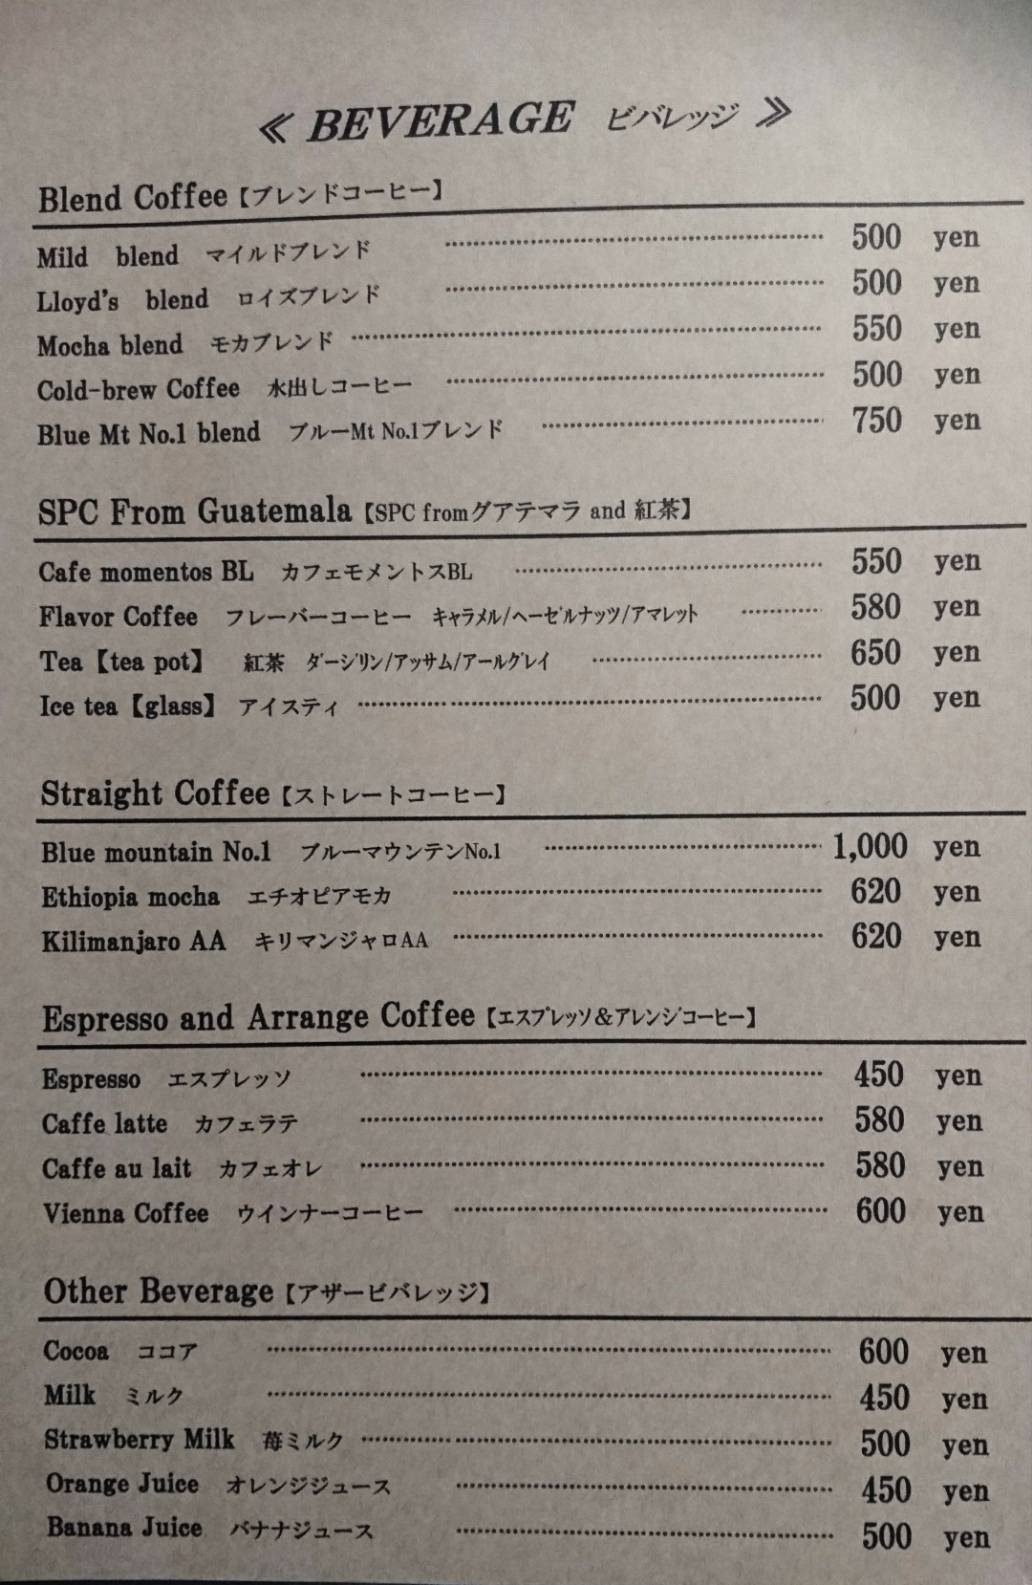 ≪ BEVERAGE ビバレッジ ≫
Blend Coffee【ブレンドコーヒー】
Mild blend マイルドブレンド 500 yen
Lloyd's blend ロイズブレンド 500 yen
Mocha blend モカブレンド 550 yen
Cold-brew Coffee 水出しコーヒー 500 yen
Blue Mt No.1 blend ブルーMt No.1ブレンド 750 yen
SPC From Guatemala【SPC fromグアテマラ and 紅茶】
Cafe momentos BL カフェモメントスBL 550 yen
Flavor Coffee フレーバーコーヒー キャラメル/ヘーゼルナッツ/アマレット 580 yen
Tea【tea pot】 紅茶 ダージリン/アッサム/アールグレイ 650 yen
Ice tea【glass】 アイスティ 500 yen
Straight Coffee【ストレートコーヒー】
Blue mountain No.1 ブルーマウンテンNo.1 1,000 yen
Ethiopia mocha エチオピアモカ 620 yen
Kilimanjaro AA キリマンジャロAA 620 yen
Espresso and Arrange Coffee【エスプレッソ&アレンジコーヒー】
Espresso エスプレッソ 450 yen
Caffe latte カフェラテ 580 yen
Caffe au lait カフェオレ 580 yen
Vienna Coffee ウインナーコーヒー 600 yen
Other Beverage【アザービバレッジ】
Cocoa ココア 600 yen
Milk ミルク 450 yen
Strawberry Milk 苺ミルク 500 yen
Orange Juice オレンジジュース 450 yen
Banana Juice バナナジュース 500 yen